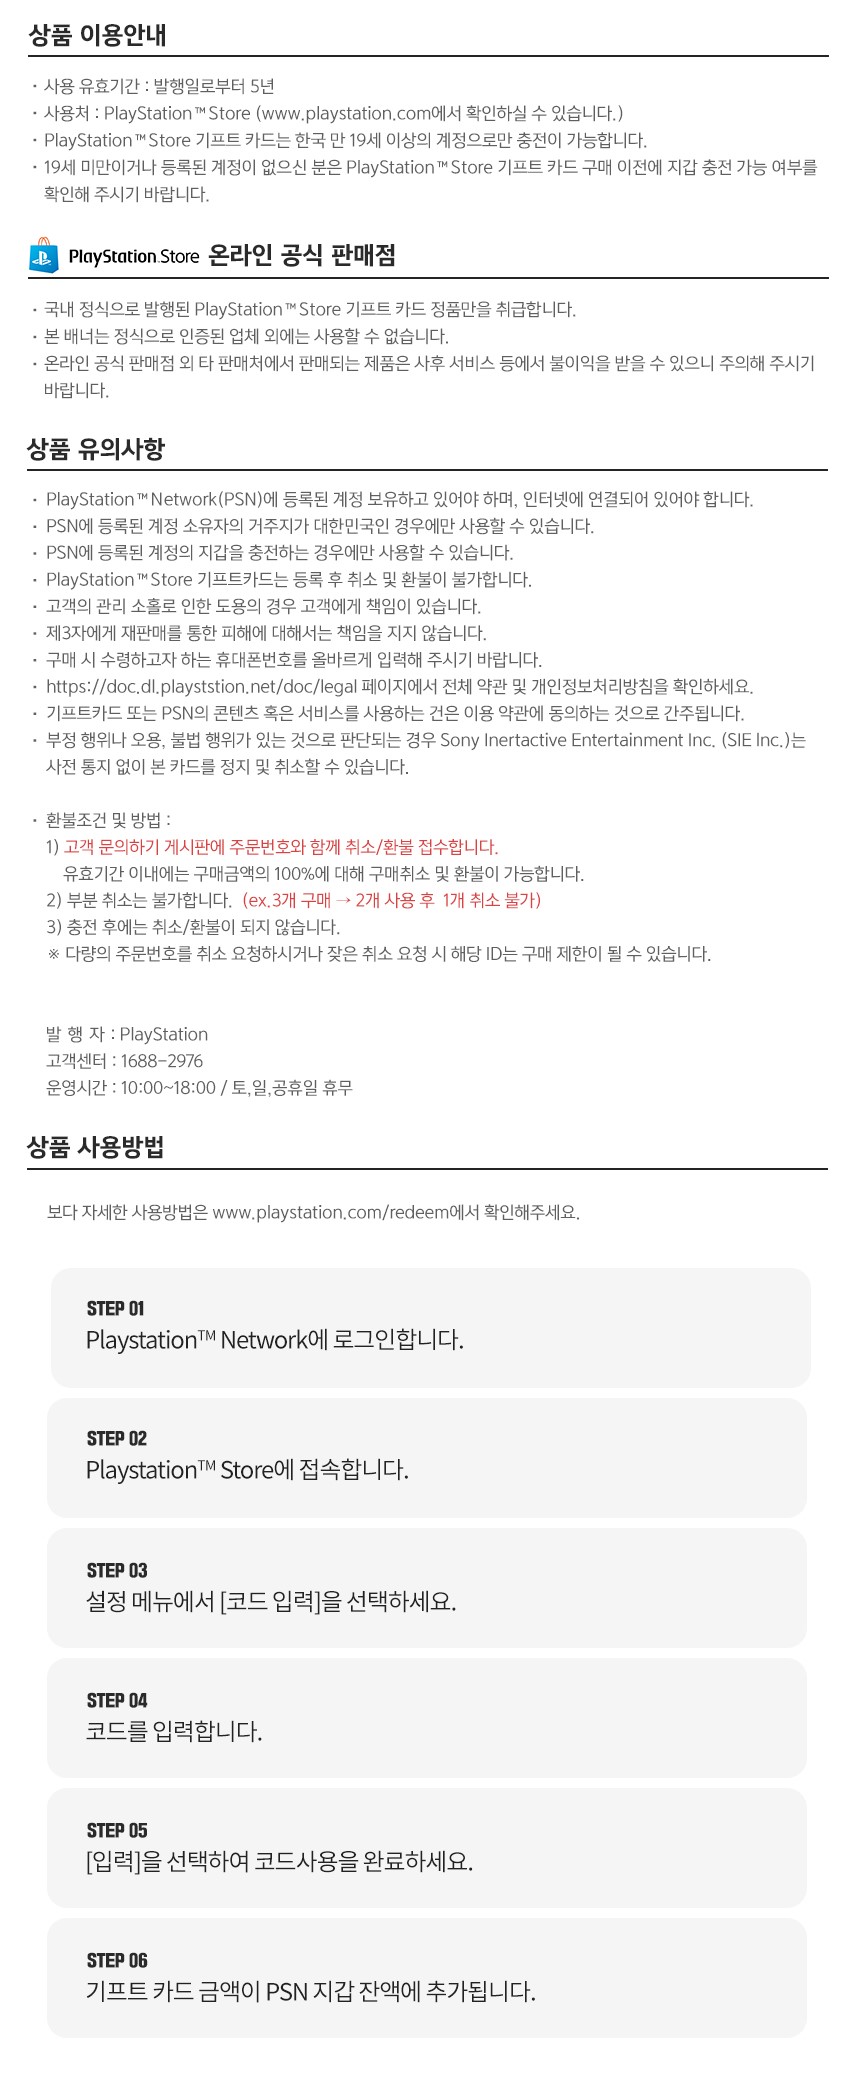 상품 이용안내
· 사용 유효기간 : 발행일로부터 5년
· 사용처 : PlayStation™Store (www.playstation.com에서 확인하실 수 있습니다.)
· PlayStation™Store 기프트 카드는 한국 만 19세 이상의 계정으로만 충전이 가능합니다.
· 19세 미만이거나 등록된 계정이 없으신 분은 PlayStation™Store 기프트 카드 구매 이전에 지갑 충전 가능 여부를
확인해 주시기 바랍니다.
PlayStation.Store 온라인 공식 판매점
· 국내 정식으로 발행된 PlayStation™Store 기프트 카드 정품만을 취급합니다.
· 본 배너는 정식으로 인증된 업체 외에는 사용할 수 없습니다.
· 온라인 공식 판매점 외 타 판매처에서 판매되는 제품은 사후 서비스 등에서 불이익을 받을 수 있으니 주의해 주시기
바랍니다.
상품 유의사항
· PlayStation™Network(PSN)에 등록된 계정 보유하고 있어야 하며, 인터넷에 연결되어 있어야 합니다.
· PSN에 등록된 계정 소유자의 거주지가 대한민국인 경우에만 사용할 수 있습니다.
· PSN에 등록된 계정의 지갑을 충전하는 경우에만 사용할 수 있습니다.
· PlayStation™Store 기프트카드는 등록 후 취소 및 환불이 불가합니다.
· 고객의 관리 소홀로 인한 도용의 경우 고객에게 책임이 있습니다.
· 제3자에게 재판매를 통한 피해에 대해서는 책임을 지지 않습니다.
· 구매 시 수령하고자 하는 휴대폰번호를 올바르게 입력해 주시기 바랍니다.
· https://doc.dl.playststion.net/doc/legal 페이지에서 전체 약관 및 개인정보처리방침을 확인하세요.
· 기프트카드 또는 PSN의 콘텐츠 혹은 서비스를 사용하는 건은 이용 약관에 동의하는 것으로 간주됩니다.
· 부정 행위나 오용, 불법 행위가 있는 것으로 판단되는 경우 Sony Inertactive Entertainment Inc. (SIE Inc.)는
사전 통지 없이 본 카드를 정지 및 취소할 수 있습니다.
· 환불조건 및 방법 :
1) 고객 문의하기 게시판에 주문번호와 함께 취소/환불 접수합니다.
유효기간 이내에는 구매금액의 100%에 대해 구매취소 및 환불이 가능합니다.
2) 부분 취소는 불가합니다. (ex.3개 구매 → 2개 사용 후 1개 취소 불가)
3) 충전 후에는 취소/환불이 되지 않습니다.
※ 다량의 주문번호를 취소 요청하시거나 잦은 취소 요청 시 해당 ID는 구매 제한이 될 수 있습니다.
발 행 자 : PlayStation
고객센터 : 1688-2976
운영시간 : 10:00~18:00 / 토,일,공휴일 휴무
상품 사용방법
보다 자세한 사용방법은 www.playstation.com/redeem에서 확인해주세요.
STEP 01
Playstation™ Network에 로그인합니다.
STEP 02
Playstation™ Store에 접속합니다.
STEP 03
설정 메뉴에서 [코드 입력]을 선택하세요.
STEP 04
코드를 입력합니다.
STEP 05
[입력]을 선택하여 코드사용을 완료하세요.
STEP 06
기프트 카드 금액이 PSN 지갑 잔액에 추가됩니다.